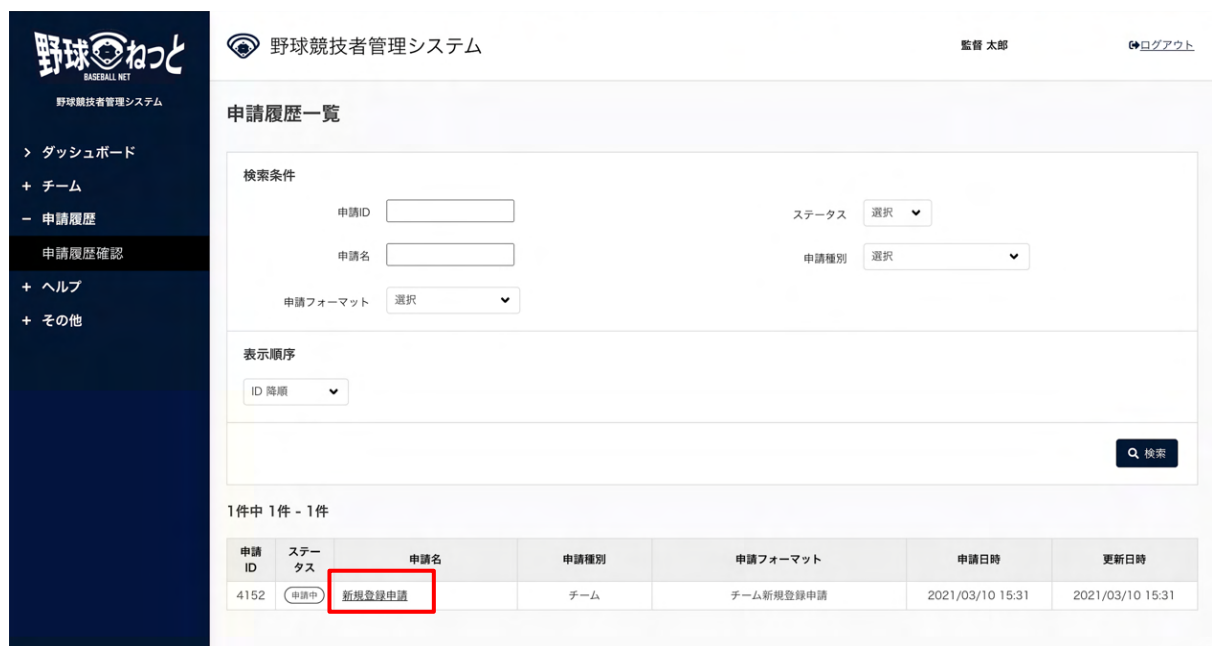 野球ねっと
BASEBALL NET
野球競技者管理システム
> ダッシュボード
+ チーム
− 申請履歴
申請履歴確認
+ ヘルプ
+ その他
野球競技者管理システム 監督 太郎 ログアウト
申請履歴一覧
検索条件
申請ID ステータス 選択
申請名 申請種別 選択
申請フォーマット 選択
表示順序
ID 降順
検索
1件中 1件 - 1件
申請ID ステータス 申請名 申請種別 申請フォーマット 申請日時 更新日時
4152 申請中 新規登録申請 チーム チーム新規登録申請 2021/03/10 15:31 2021/03/10 15:31